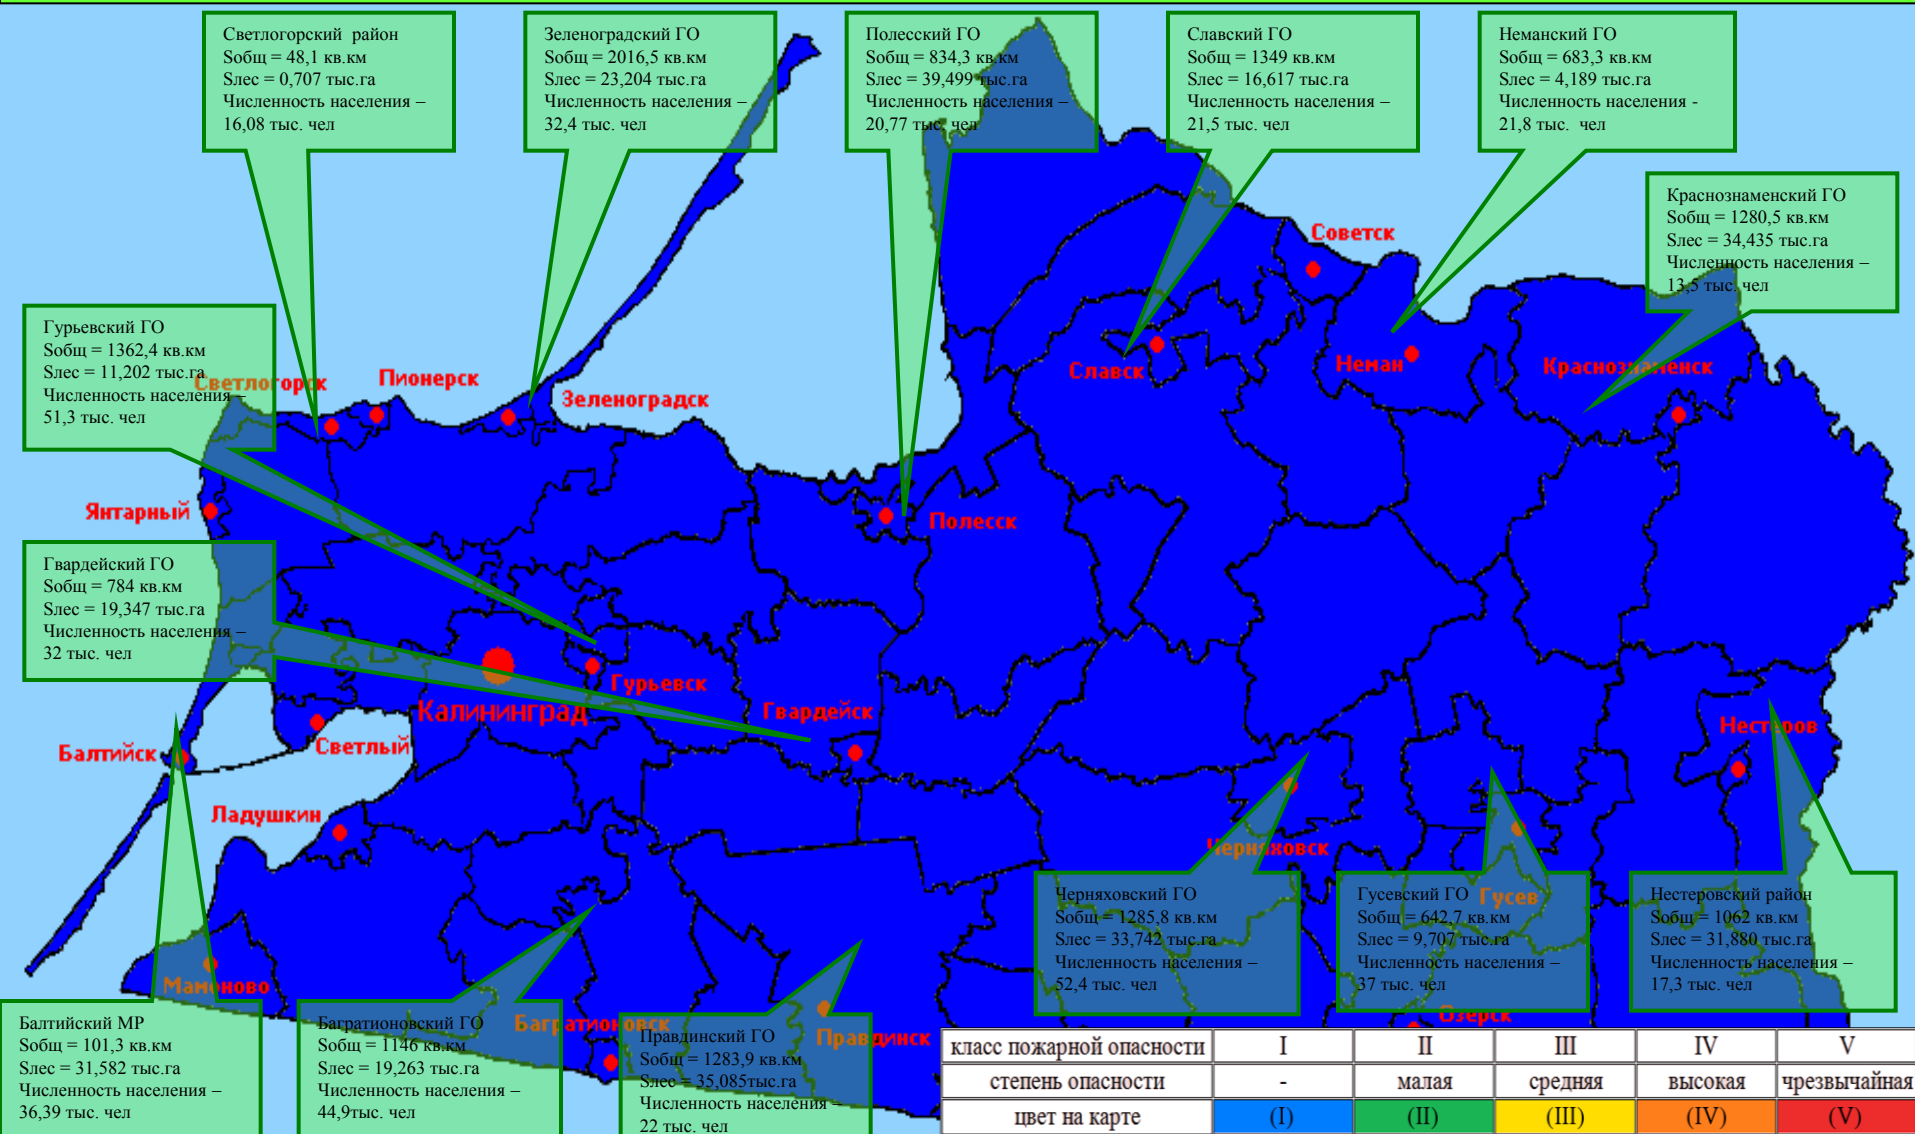 Светлогорский район
Sобщ = 48,1 кв.км
Sлес = 0,707 тыс.га
Численность населения –
16,08 тыс. чел
Зеленоградский ГО
Sобщ = 2016,5 кв.км
Sлес = 23,204 тыс.га
Численность населения –
32,4 тыс. чел
Полесский ГО
Sобщ = 834,3 кв.км
Sлес = 39,499 тыс.га
Численность населения –
20,77 тыс. чел
Славский ГО
Sобщ = 1349 кв.км
Sлес = 16,617 тыс.га
Численность населения –
21,5 тыс. чел
Неманский ГО
Sобщ = 683,3 кв.км
Sлес = 4,189 тыс.га
Численность населения -
21,8 тыс. чел
Краснознаменский ГО
Sобщ = 1280,5 кв.км
Sлес = 34,435 тыс.га
Численность населения –
13,5 тыс. чел
Советск
Гурьевский ГО
Sобщ = 1362,4 кв.км
Sлес = 11,202 тыс.га
Численность населения –
51,3 тыс. чел
Светлогорск
Пионерск
Зеленоградск
Славск
Неман
Краснознаменск
Янтарный
Полесск
Гвардейский ГО
Sобщ = 784 кв.км
Sлес = 19,347 тыс.га
Численность населения –
32 тыс. чел
Гурьевск
Калининград
Гвардейск
Нестеров
Балтийск
Светлый
Ладушкин
Черняховск
Гусев
Черняховский ГО
Sобщ = 1285,8 кв.км
Sлес = 33,742 тыс.га
Численность населения –
52,4 тыс. чел
Гусевский ГО
Sобщ = 642,7 кв.км
Sлес = 9,707 тыс.га
Численность населения –
37 тыс. чел
Нестеровский район
Sобщ = 1062 кв.км
Sлес = 31,880 тыс.га
Численность населения –
17,3 тыс. чел
Мамоново
Багратионовск
Правдинск
Озерск
Балтийский МР
Sобщ = 101,3 кв.км
Sлес = 31,582 тыс.га
Численность населения –
36,39 тыс. чел
Багратионовский ГО
Sобщ = 1146 кв.км
Sлес = 19,263 тыс.га
Численность населения –
44,9тыс. чел
Правдинский ГО
Sобщ = 1283,9 кв.км
Sлес = 35,085тыс.га
Численность населения –
22 тыс. чел
класс пожарной опасности I II III IV V
степень опасности - малая средняя высокая чрезвычайная
цвет на карте (I) (II) (III) (IV) (V)